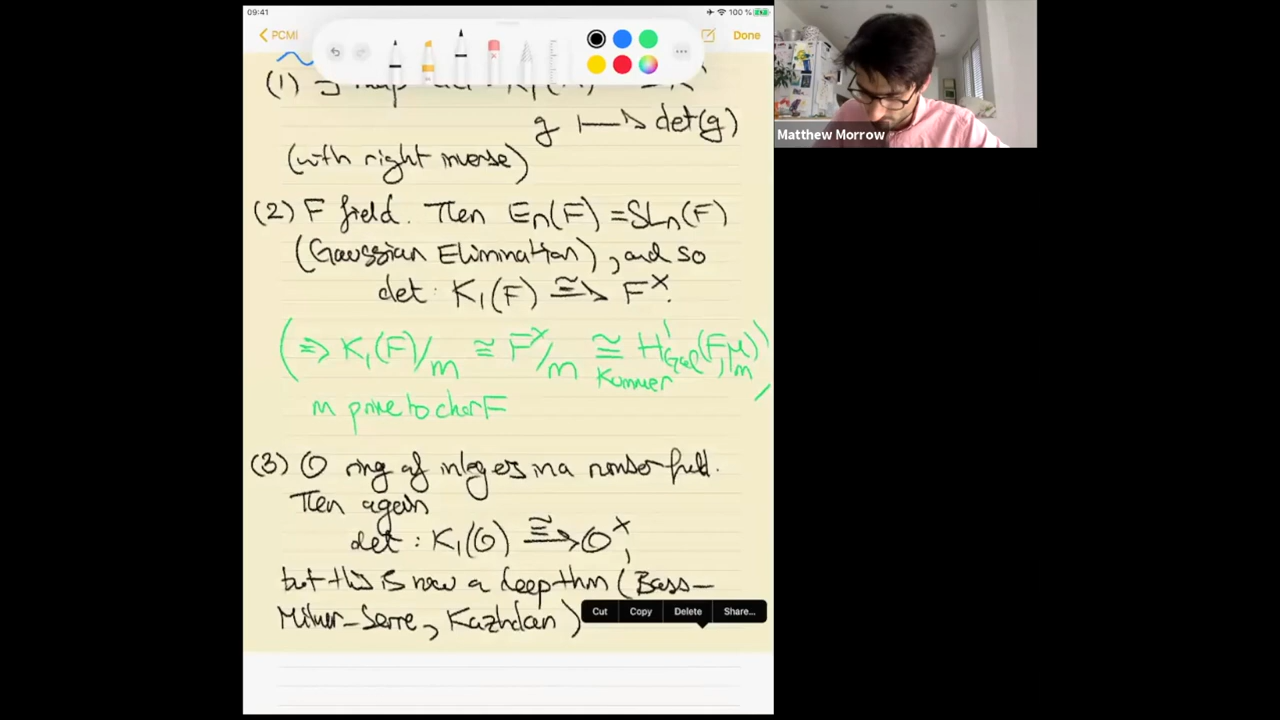 09:41
100 %
PCMI
Done
(1)
g ⟼ det(g)
(with right inverse)
(2) F field. Then En(F) = SLn(F)
(Gaussian Elimination), and so
det: K₁(F) ≅→ F^×.
(⇒ K₁(F)/m ≅ F^×/m ≅ H¹Gal(F, μm)
Kummer
m prime to char F
(3) O ring of integers in a number field.
Then again
det: K₁(O) ≅→ O^×,
but this is now a deep thm (Bass–
Milnor–Serre, Kazhdan)
Cut Copy Delete Share...
Matthew Morrow